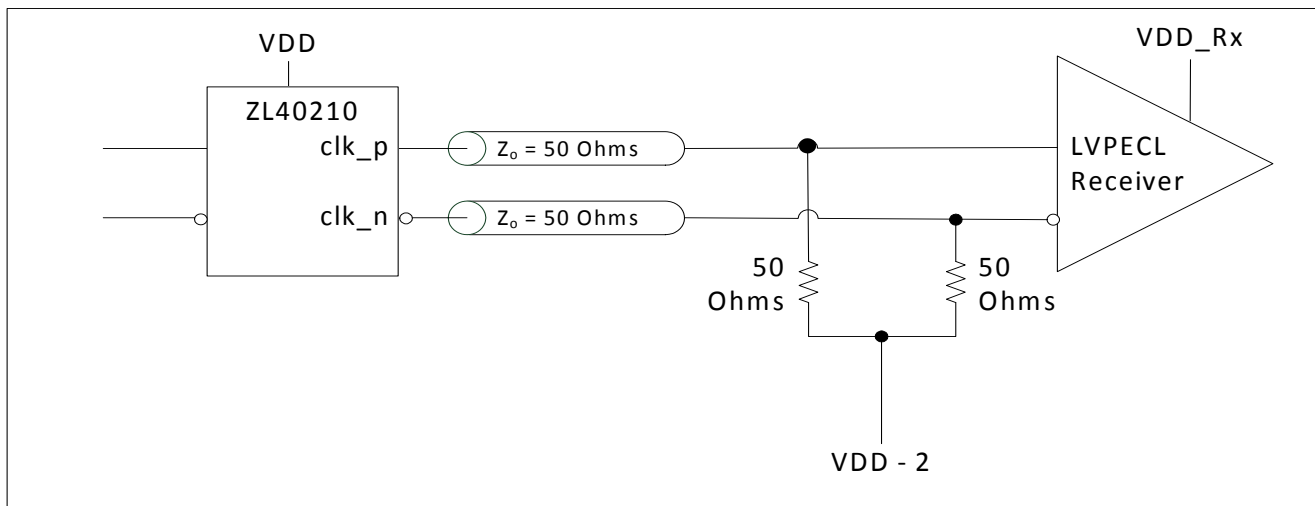 VDD
VDD_Rx
ZL40210
clk_p
Zₒ = 50 Ohms
LVPECL
Receiver
clk_n
Zₒ = 50 Ohms
50
Ohms
50
Ohms
VDD - 2